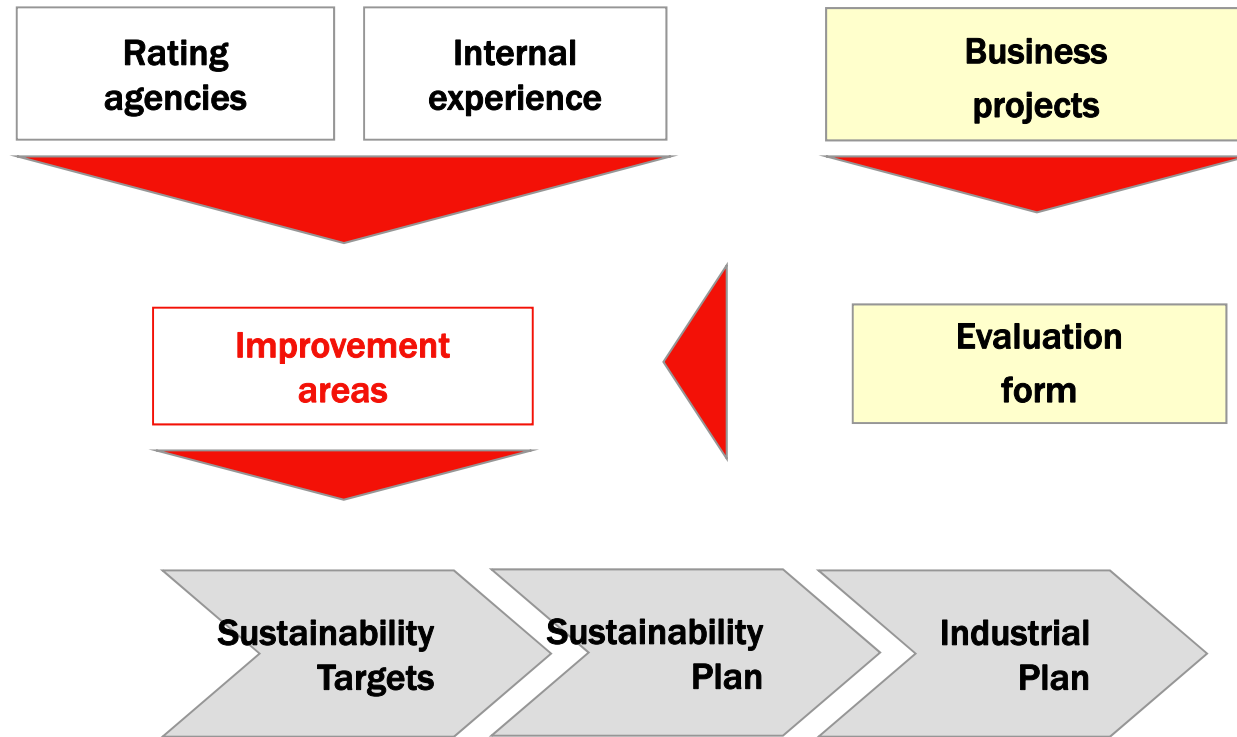 Rating
agencies
Internal
experience
Business
projects
Improvement
areas
Evaluation
form
Sustainability
Targets
Sustainability
Plan
Industrial
Plan